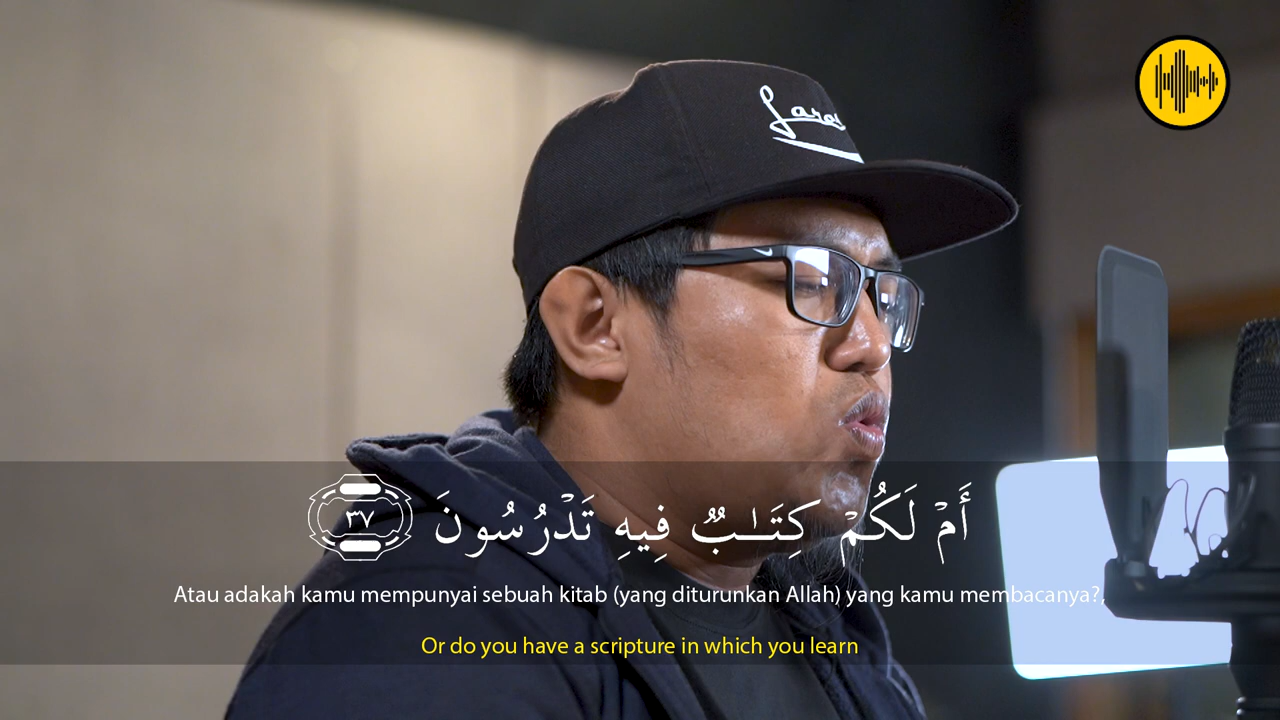 أَمْ لَكُمْ كِتَـٰبٌ فِيهِ تَدْرُسُونَ ٣٧
Atau adakah kamu mempunyai sebuah kitab (yang diturunkan Allah) yang kamu membacanya?,
Or do you have a scripture in which you learn